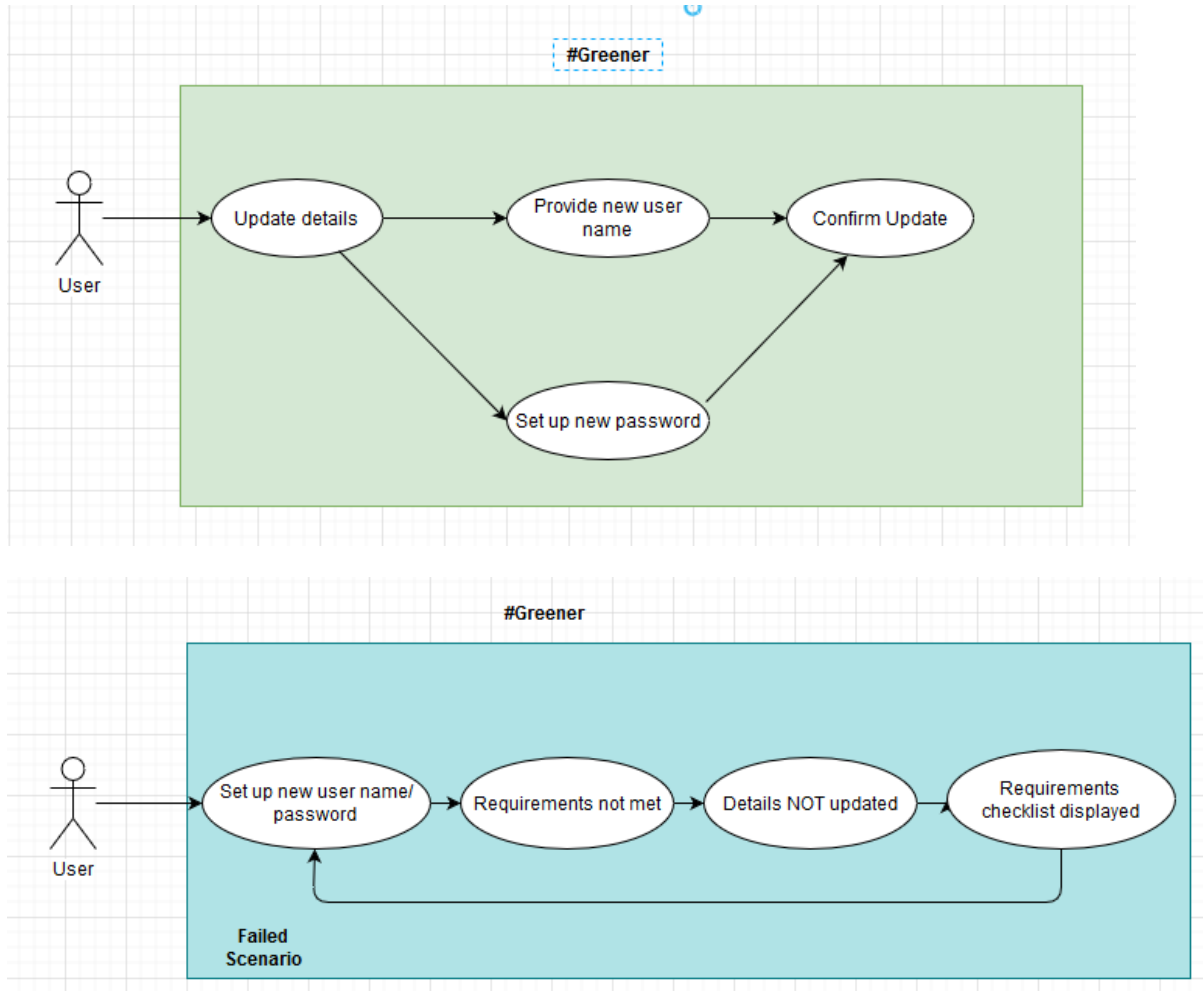 #Greener
Update details
Provide new user
name
Confirm Update
User
Set up new password
#Greener
Set up new user name/
password
Requirements not met
Details NOT updated
Requirements
checklist displayed
User
Failed
Scenario